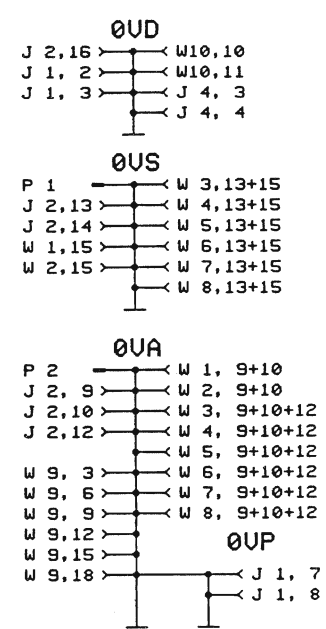 0VD
J 2,16 W10,10
J 1, 2 W10,11
J 1, 3 J 4, 3
J 4, 4
0VS
P 1 W 3,13+15
J 2,13 W 4,13+15
J 2,14 W 5,13+15
W 1,15 W 6,13+15
W 2,15 W 7,13+15
W 8,13+15
0VA
P 2 W 1, 9+10
J 2, 9 W 2, 9+10
J 2,10 W 3, 9+10+12
J 2,12 W 4, 9+10+12
W 5, 9+10+12
W 9, 3 W 6, 9+10+12
W 9, 6 W 7, 9+10+12
W 9, 9 W 8, 9+10+12
W 9,12
0VP
W 9,15
W 9,18 J 1, 7
J 1, 8